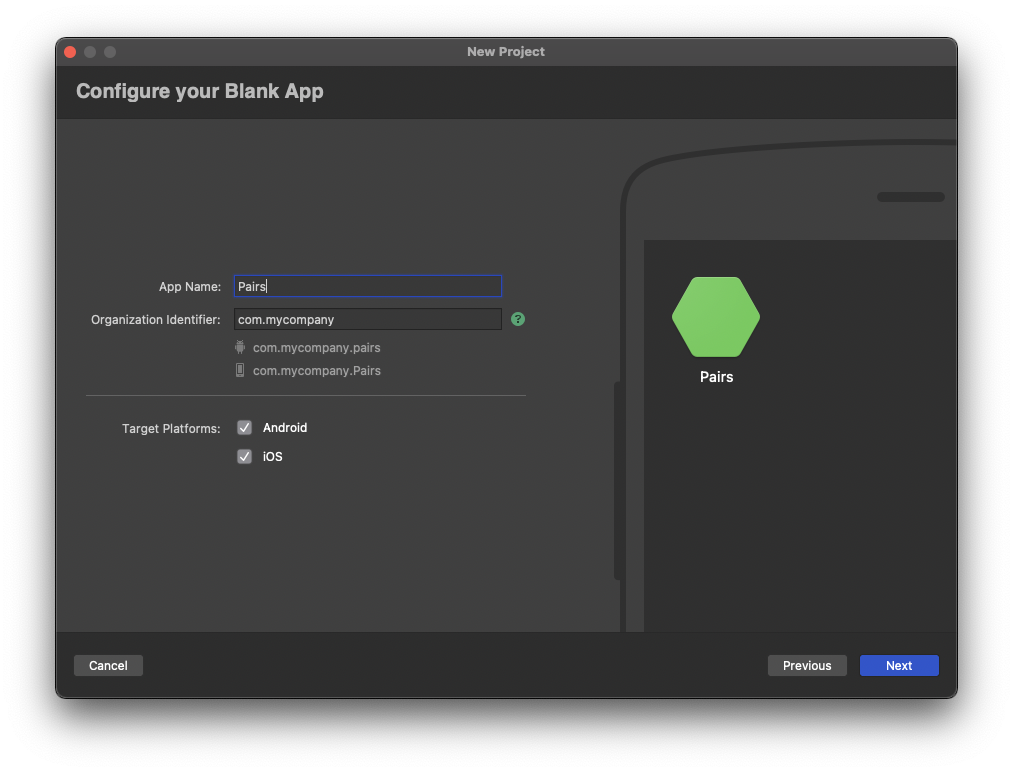 New Project
Configure your Blank App
App Name: Pairs
Organization Identifier: com.mycompany ?
com.mycompany.pairs
com.mycompany.Pairs
Target Platforms: Android
iOS
Pairs
Cancel Previous Next